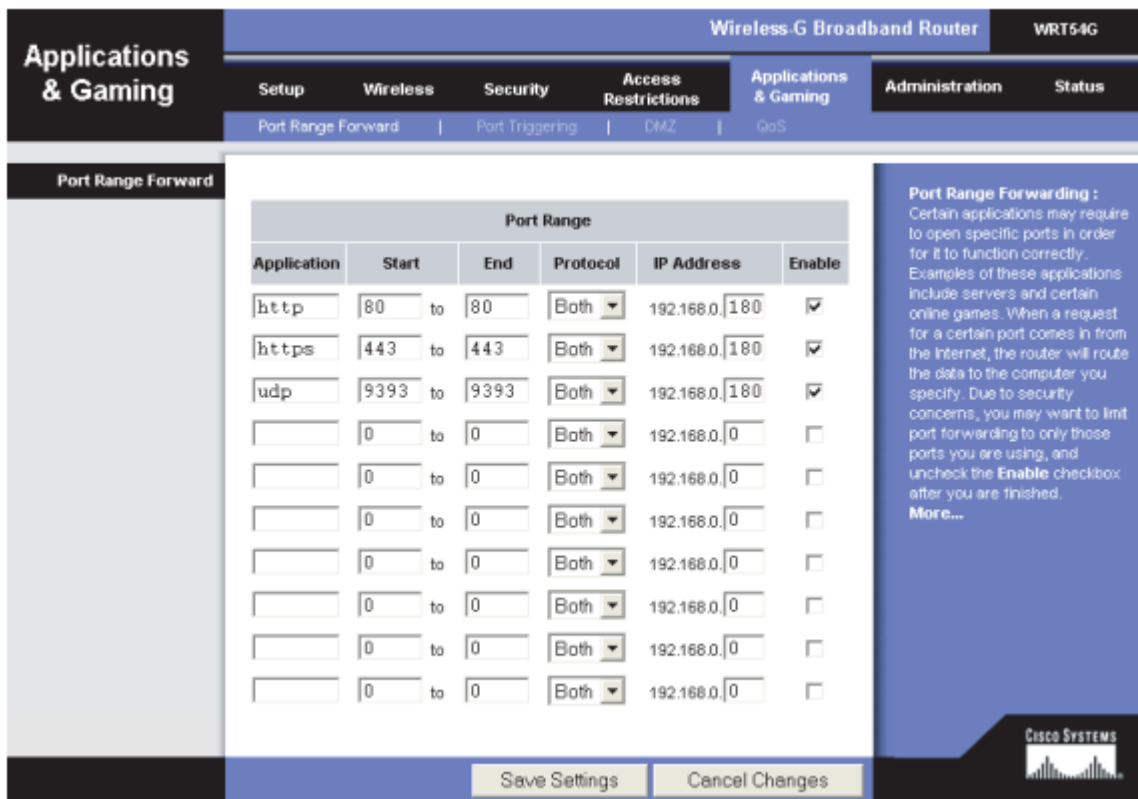 Applications
& Gaming
Wireless-G Broadband Router
WRT54G
Setup
Wireless
Security
Access
Restrictions
Applications
& Gaming
Administration
Status
Port Range Forward | Port Triggering | DMZ | QoS
Port Range Forward
Port Range
Application Start End Protocol IP Address Enable
http 80 to 80 Both 192.168.0.180
https 443 to 443 Both 192.168.0.180
udp 9393 to 9393 Both 192.168.0.180
0 to 0 Both 192.168.0.0
0 to 0 Both 192.168.0.0
0 to 0 Both 192.168.0.0
0 to 0 Both 192.168.0.0
0 to 0 Both 192.168.0.0
0 to 0 Both 192.168.0.0
0 to 0 Both 192.168.0.0
Port Range Forwarding :
Certain applications may require
to open specific ports in order
for it to function correctly.
Examples of these applications
include servers and certain
online games. When a request
for a certain port comes in from
the Internet, the router will route
the data to the computer you
specify. Due to security
concerns, you may want to limit
port forwarding to only those
ports you are using, and
uncheck the Enable checkbox
after you are finished.
More...
Save Settings
Cancel Changes
CISCO SYSTEMS